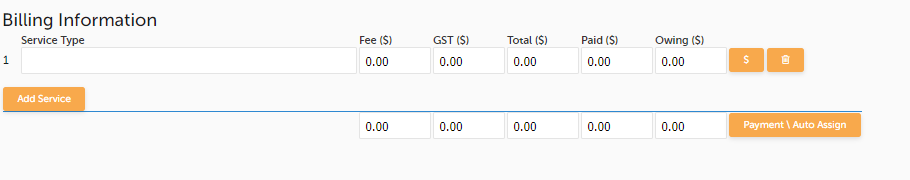 Billing Information
Service Type Fee ($) GST ($) Total ($) Paid ($) Owing ($)
1 0.00 0.00 0.00 0.00 0.00 $
Add Service
0.00 0.00 0.00 0.00 0.00 Payment \ Auto Assign